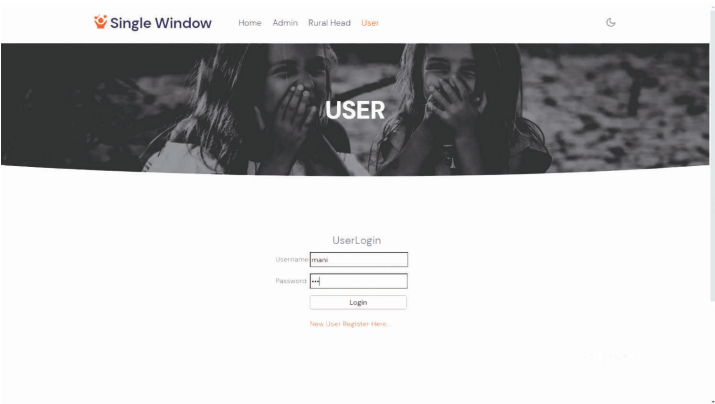 Single Window Home Admin Rural Head User
USER
UserLogin
Username mani
Password •••
Login
New User Register Here...